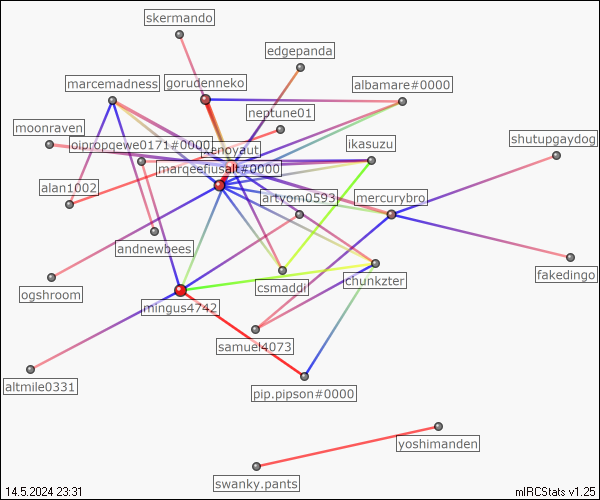 skermando
edgepanda
marcemadness
gorudenneko
albamare#0000
neptune01
moonraven
shutupgaydog
oipropqewe0171#0000
xenoyaut
ikasuzu
marqeefiusalt#0000
alan1002
artyom0593
mercurybro
andnewbees
fakedingo
ogshroom
csmaddi
chunkzter
mingus4742
samuel4073
altmile0331
pip.pipson#0000
yoshimanden
swanky.pants
14.5.2024 23:31
mIRCStats v1.25